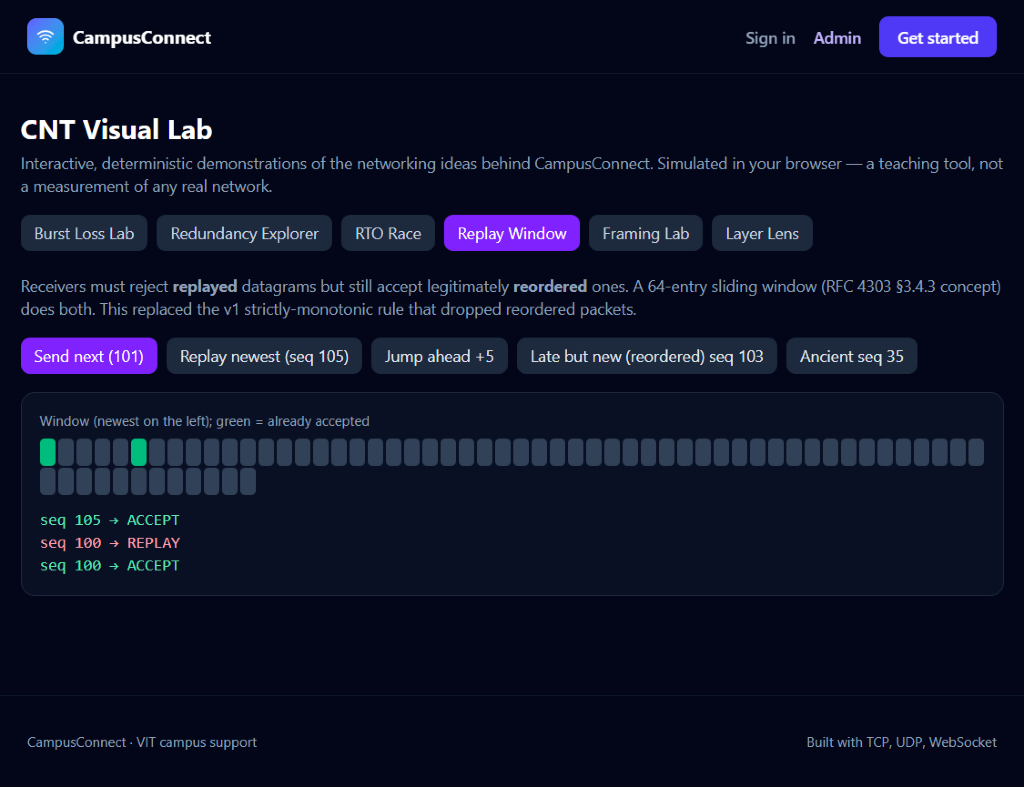 CampusConnect
Sign in
Admin
Get started
CNT Visual Lab
Interactive, deterministic demonstrations of the networking ideas behind CampusConnect. Simulated in your browser — a teaching tool, not
a measurement of any real network.
Burst Loss Lab
Redundancy Explorer
RTO Race
Replay Window
Framing Lab
Layer Lens
Receivers must reject replayed datagrams but still accept legitimately reordered ones. A 64-entry sliding window (RFC 4303 §3.4.3 concept)
does both. This replaced the v1 strictly-monotonic rule that dropped reordered packets.
Send next (101)
Replay newest (seq 105)
Jump ahead +5
Late but new (reordered) seq 103
Ancient seq 35
Window (newest on the left); green = already accepted
seq 105 → ACCEPT
seq 100 → REPLAY
seq 100 → ACCEPT
CampusConnect · VIT campus support
Built with TCP, UDP, WebSocket